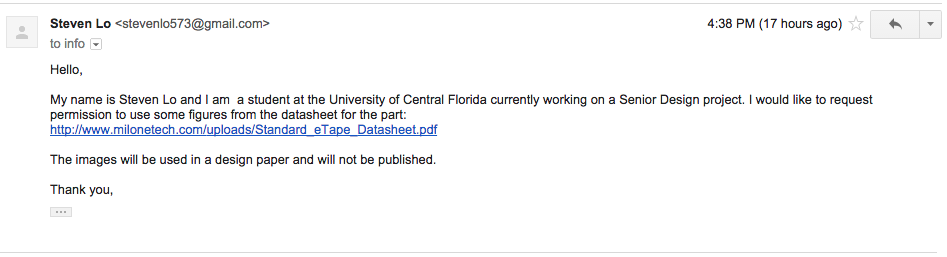 Steven Lo <stevenlo573@gmail.com> 4:38 PM (17 hours ago)
to info
Hello,
My name is Steven Lo and I am a student at the University of Central Florida currently working on a Senior Design project. I would like to request
permission to use some figures from the datasheet for the part:
http://www.milonetech.com/uploads/Standard_eTape_Datasheet.pdf
The images will be used in a design paper and will not be published.
Thank you,